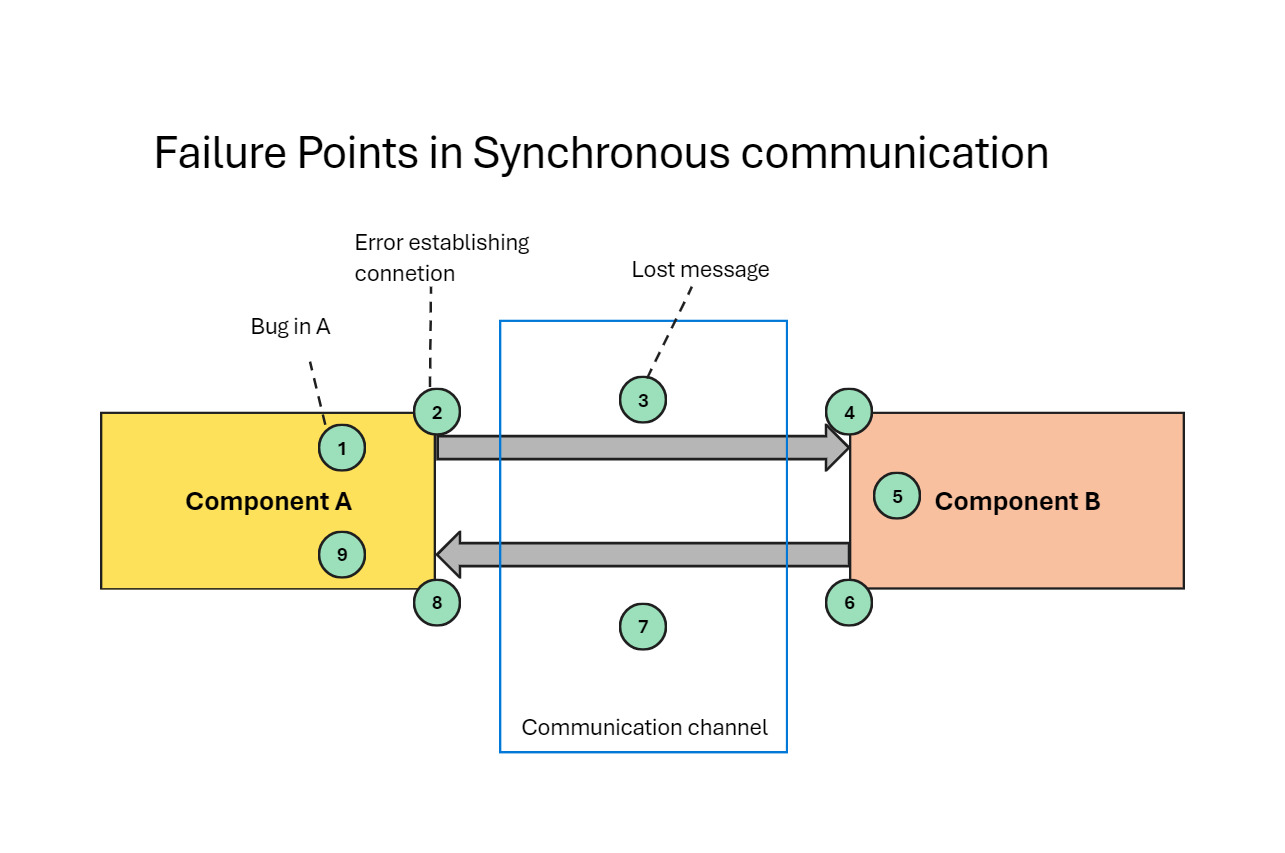 Failure Points in Synchronous communication
Error establishing
connetion
Lost message
Bug in A
2
3
4
1
5
Component A
Component B
9
8
7
6
Communication channel